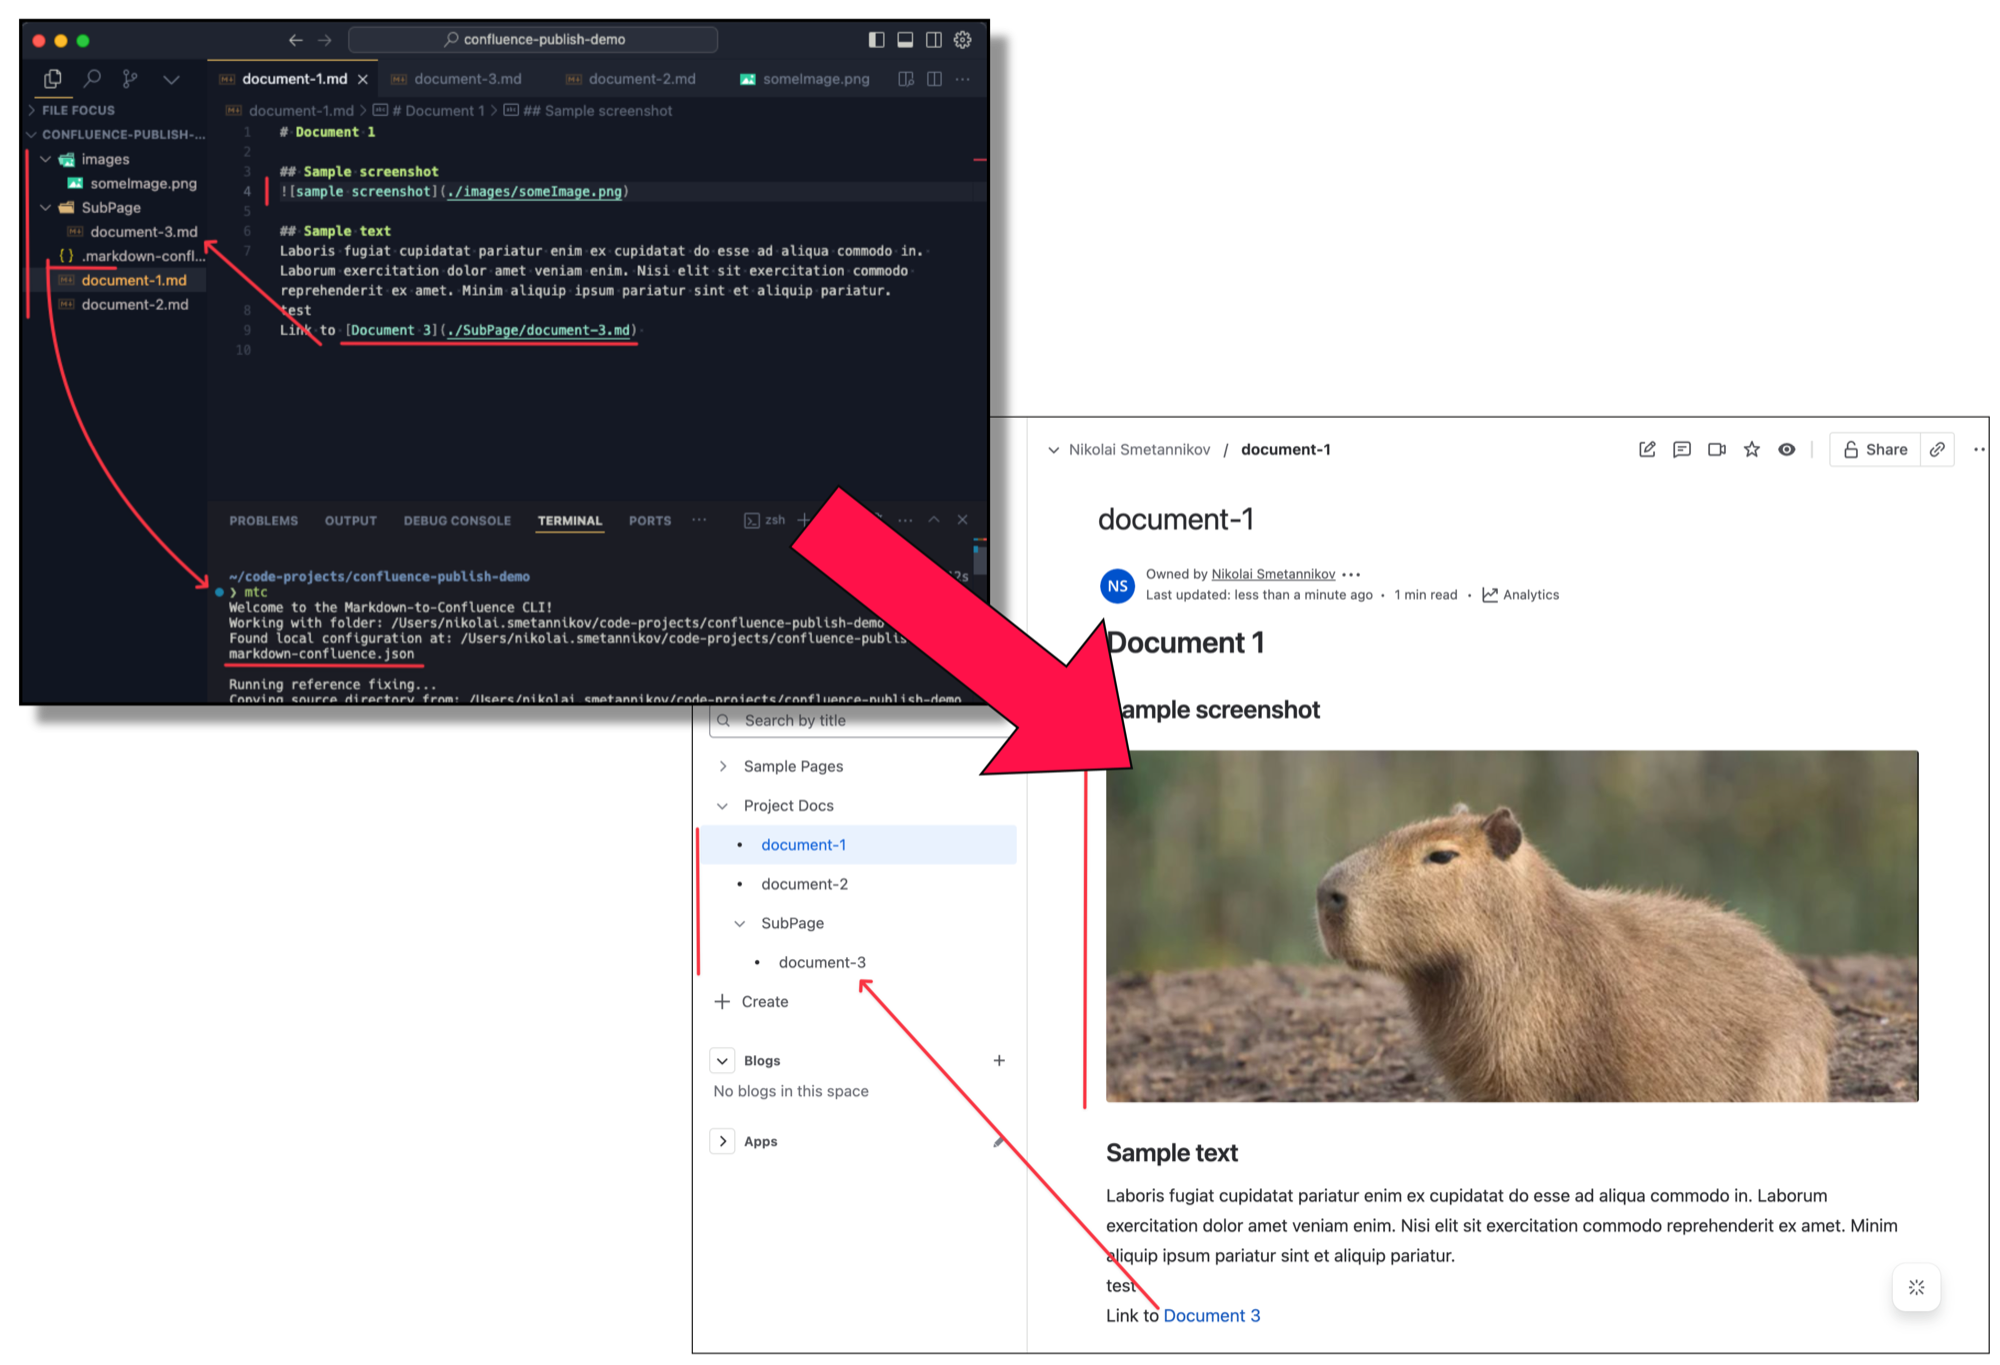 confluence-publish-demo
document-1.md
document-3.md
document-2.md
someImage.png
FILE FOCUS
CONFLUENCE-PUBLISH-...
images
someImage.png
SubPage
document-3.md
{} .markdown-confl...
document-1.md
document-2.md
document-1.md > # Document 1 > ## Sample screenshot
1 # Document 1
2
3 ## Sample screenshot
4 ![sample screenshot](./images/someImage.png)
5
6 ## Sample text
7 Laboris fugiat cupidatat pariatur enim ex cupidatat do esse ad aliqua commodo in.
Laborum exercitation dolor amet veniam enim. Nisi elit sit exercitation commodo
reprehenderit ex amet. Minim aliquip ipsum pariatur sint et aliquip pariatur.
8 test
9 Link to [Document 3](./SubPage/document-3.md)
10
PROBLEMS OUTPUT DEBUG CONSOLE TERMINAL PORTS ... zsh
~/code-projects/confluence-publish-demo
❯ mtc
Welcome to the Markdown-to-Confluence CLI!
Working with folder: /Users/nikolai.smetannikov/code-projects/confluence-publish-demo
Found local configuration at: /Users/nikolai.smetannikov/code-projects/confluence-publis
markdown-confluence.json
Running reference fixing...
Copying source directory from: /Users/nikolai.smetannikov/code-projects/confluence-publish-demo
Search by title
Sample Pages
Project Docs
document-1
document-2
SubPage
document-3
Create
Blogs
No blogs in this space
Apps
Nikolai Smetannikov / document-1
Share
document-1
NS
Owned by Nikolai Smetannikov
Last updated: less than a minute ago • 1 min read • Analytics
Document 1
ample screenshot
Sample text
Laboris fugiat cupidatat pariatur enim ex cupidatat do esse ad aliqua commodo in. Laborum
exercitation dolor amet veniam enim. Nisi elit sit exercitation commodo reprehenderit ex amet. Minim
aliquip ipsum pariatur sint et aliquip pariatur.
test
Link to Document 3